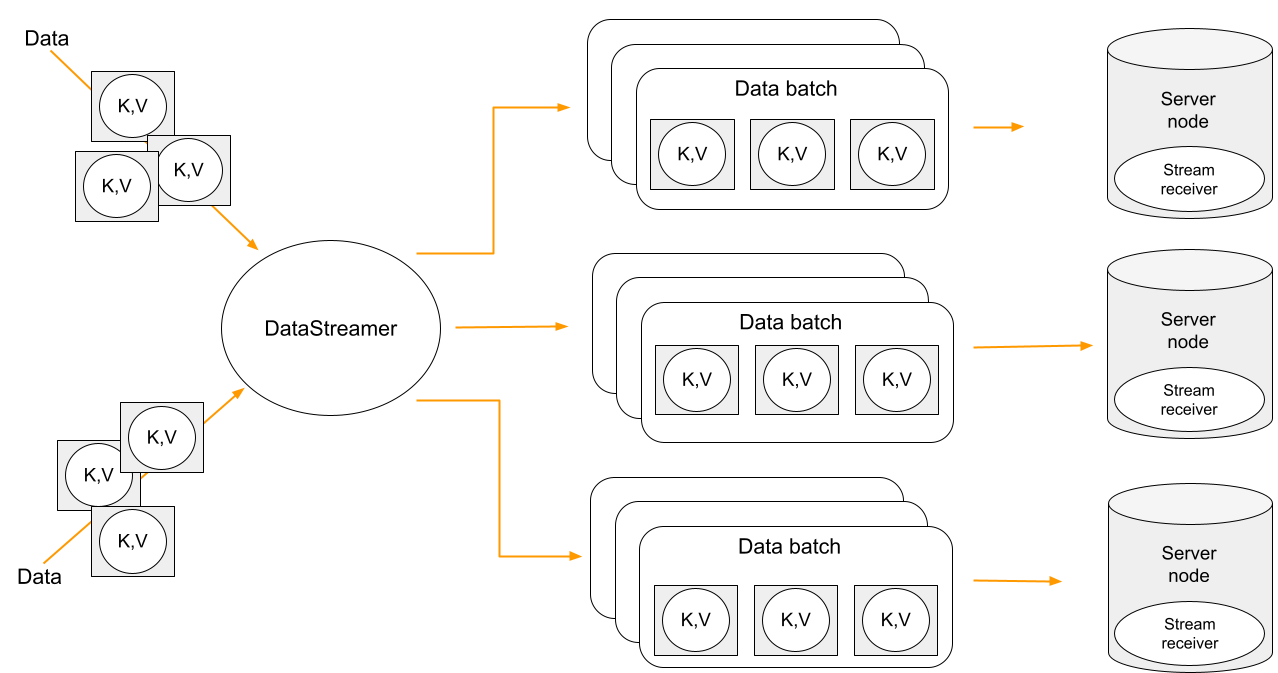 Data
K,V
K,V
K,V
DataStreamer
K,V
K,V
K,V
Data
Data batch
K,V K,V K,V
Server
node
Stream
receiver
Data batch
K,V K,V K,V
Server
node
Stream
receiver
Data batch
K,V K,V K,V
Server
node
Stream
receiver